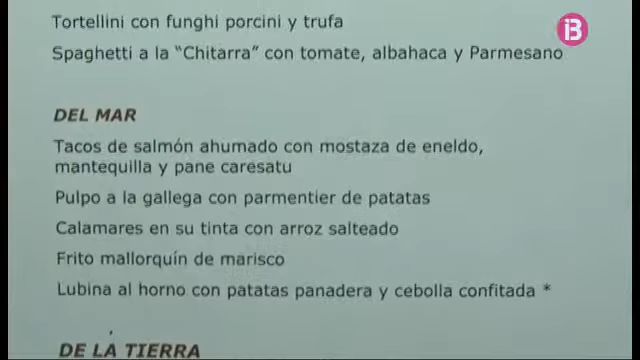 Tortellini con funghi porcini y trufa
Spaghetti a la “Chitarra” con tomate, albahaca y Parmesano
DEL MAR
Tacos de salmón ahumado con mostaza de eneldo,
mantequilla y pane caresatu
Pulpo a la gallega con parmentier de patatas
Calamares en su tinta con arroz salteado
Frito mallorquín de marisco
Lubina al horno con patatas panadera y cebolla confitada *
DE LA TIERRA